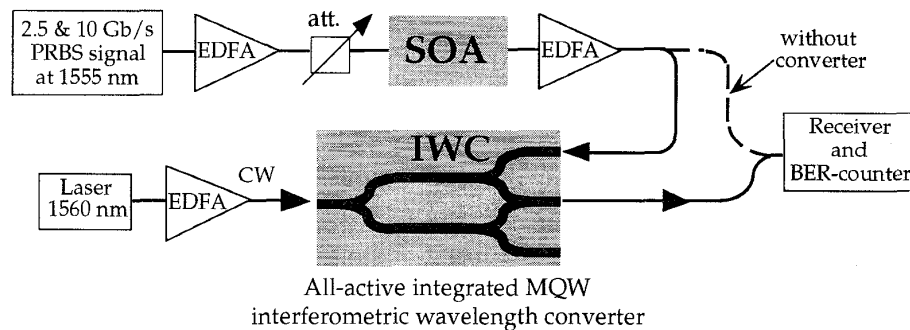 2.5 & 10 Gb/s
PRBS signal
at 1555 nm
EDFA
att.
SOA
EDFA
without
converter
Receiver
and
BER-counter
Laser
1560 nm
EDFA
CW
IWC
All-active integrated MQW
interferometric wavelength converter